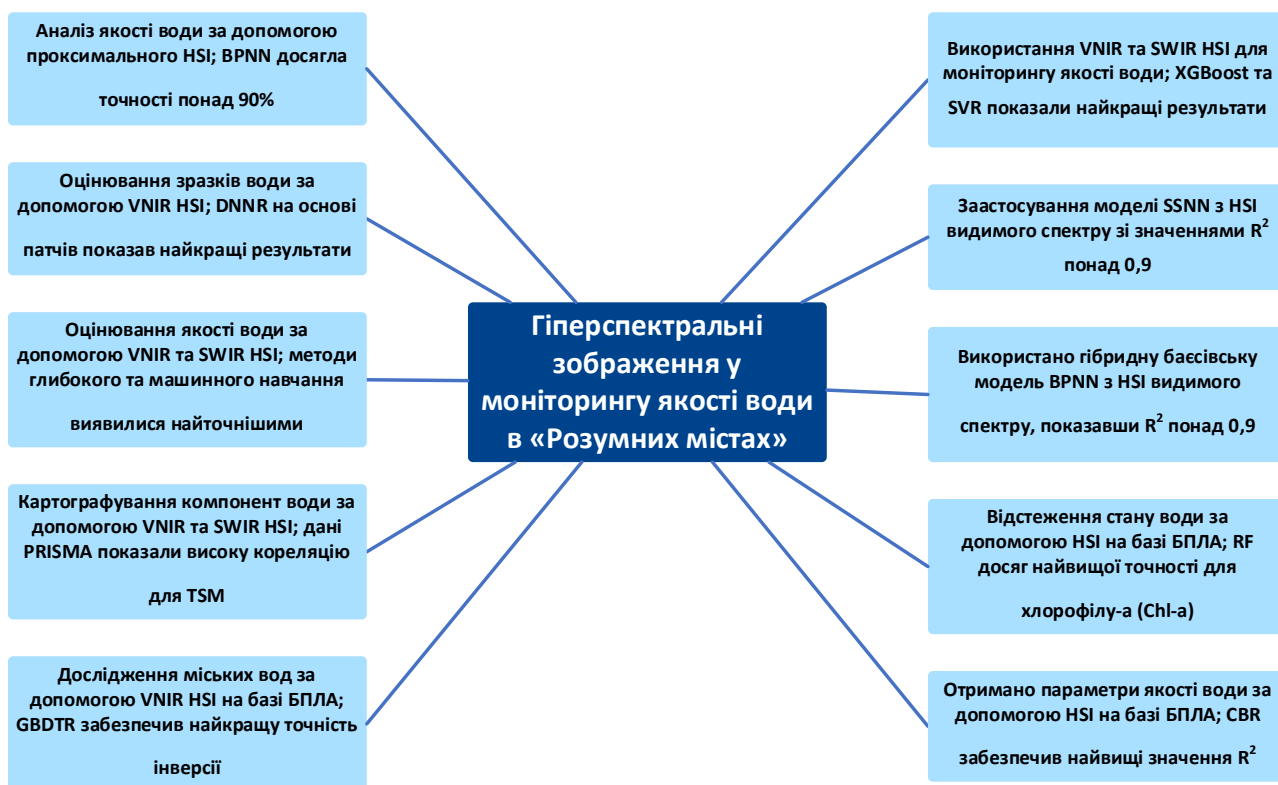 Аналіз якості води за допомогою
проксимального HSI; BPNN досягла
точності понад 90%
Оцінювання зразків води за
допомогою VNIR HSI; DNNR на основі
патчів показав найкращі результати
Оцінювання якості води за
допомогою VNIR та SWIR HSI; методи
глибокого та машинного навчання
виявилися найточнішими
Картографування компонент води за
допомогою VNIR та SWIR HSI; дані
PRISMA показали високу кореляцію
для TSM
Дослідження міських вод за
допомогою VNIR HSI на базі БПЛА;
GBDTR забезпечив найкращу точність
інверсії
Гіперспектральні
зображення у
моніторингу якості води
в «Розумних містах»
Використання VNIR та SWIR HSI для
моніторингу якості води; XGBoost та
SVR показали найкращі результати
Заастосування моделі SSNN з HSI
видимого спектру зі значеннями R²
понад 0,9
Використано гібридну баєсівську
модель BPNN з HSI видимого
спектру, показавши R² понад 0,9
Відстеження стану води за
допомогою HSI на базі БПЛА; RF
досяг найвищої точності для
хлорофілу-а (Chl-a)
Отримано параметри якості води за
допомогою HSI на базі БПЛА; CBR
забезпечив найвищі значення R²